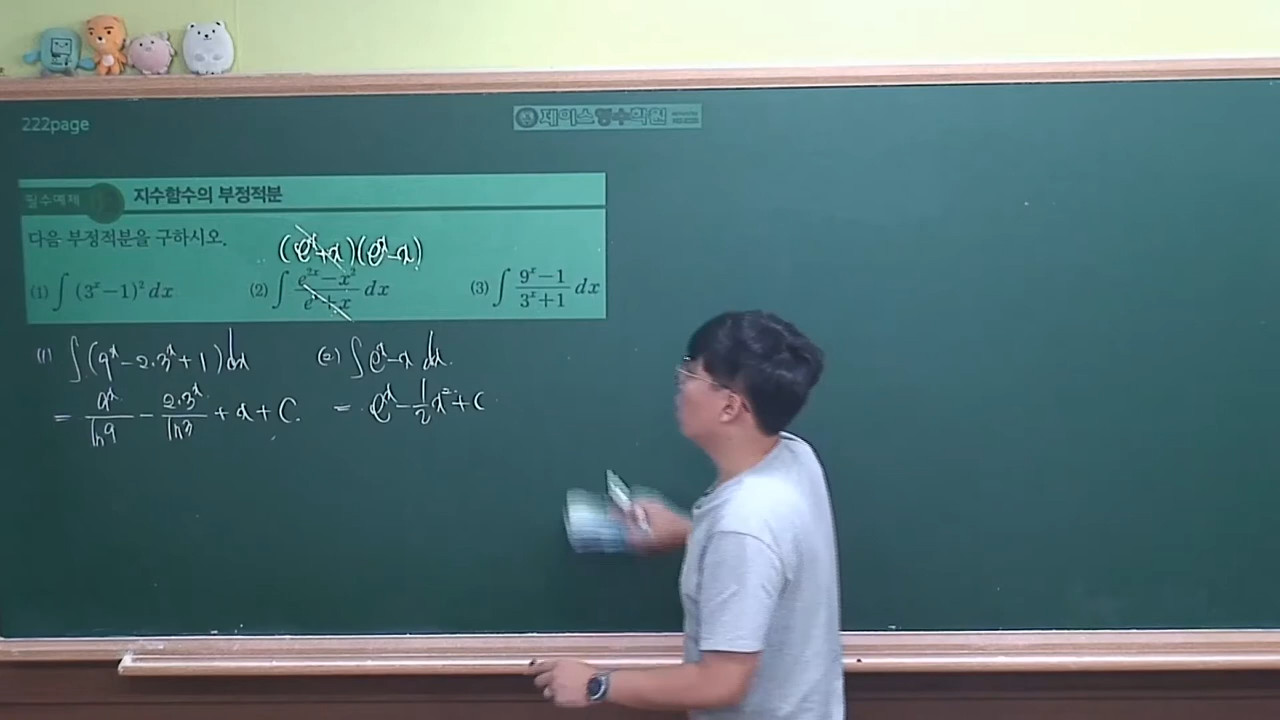 222page
제이스영수학원
필수예제
지수함수의 부정적분
다음 부정적분을 구하시오.
(eˣ+x)(eˣ-x)
(1) ∫(3ˣ-1)² dx
(2) ∫ (e²ˣ-x²)/(eˣ+x) dx
(3) ∫ (9ˣ-1)/(3ˣ+1) dx
(1) ∫(9ˣ-2·3ˣ+1)dx
= 9ˣ/ln9 - 2·3ˣ/ln3 + x + C.
(2) ∫eˣ-x dx.
= eˣ-½x²+C